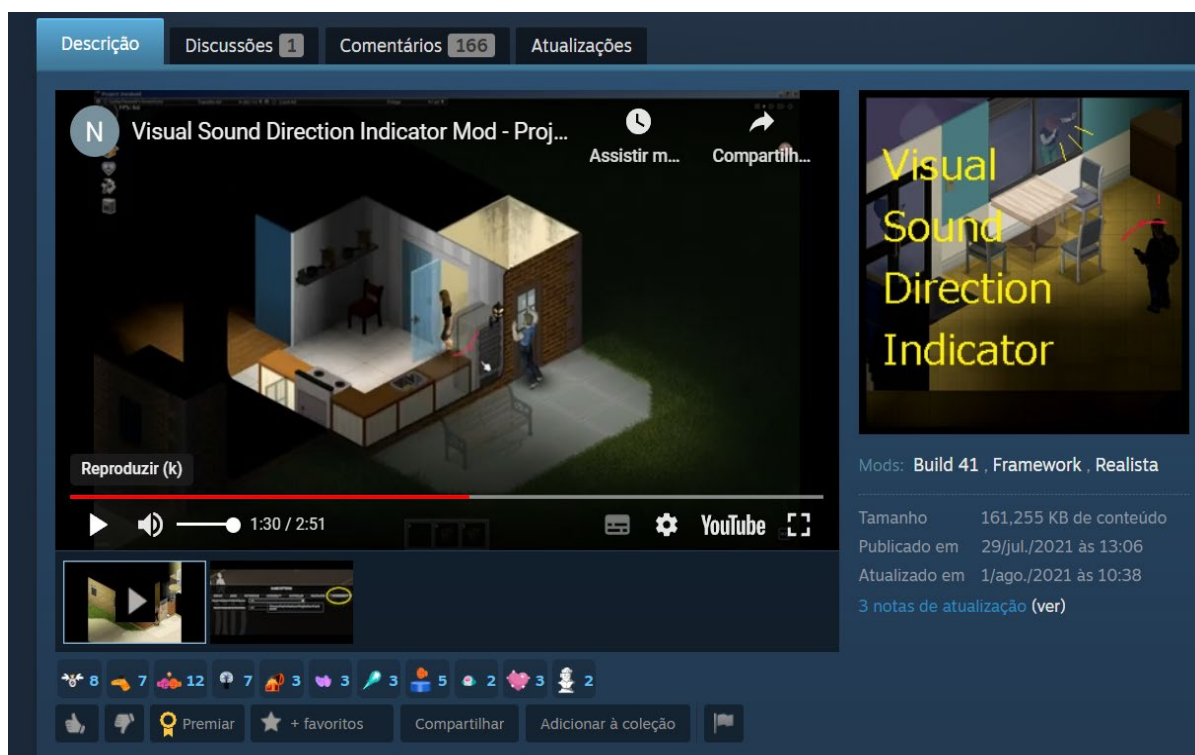 Descrição
Discussões 1
Comentários 166
Atualizações
N
Visual Sound Direction Indicator Mod - Proj...
Assistir m...
Compartilh...
Reproduzir (k)
1:30 / 2:51
YouTube
Visual
Sound
Direction
Indicator
Mods: Build 41 , Framework , Realista
Tamanho 161,255 KB de conteúdo
Publicado em 29/jul./2021 às 13:06
Atualizado em 1/ago./2021 às 10:38
3 notas de atualização (ver)
8 7 12 7 3 3 3 5 2 3 2
Premiar
+ favoritos
Compartilhar
Adicionar à coleção